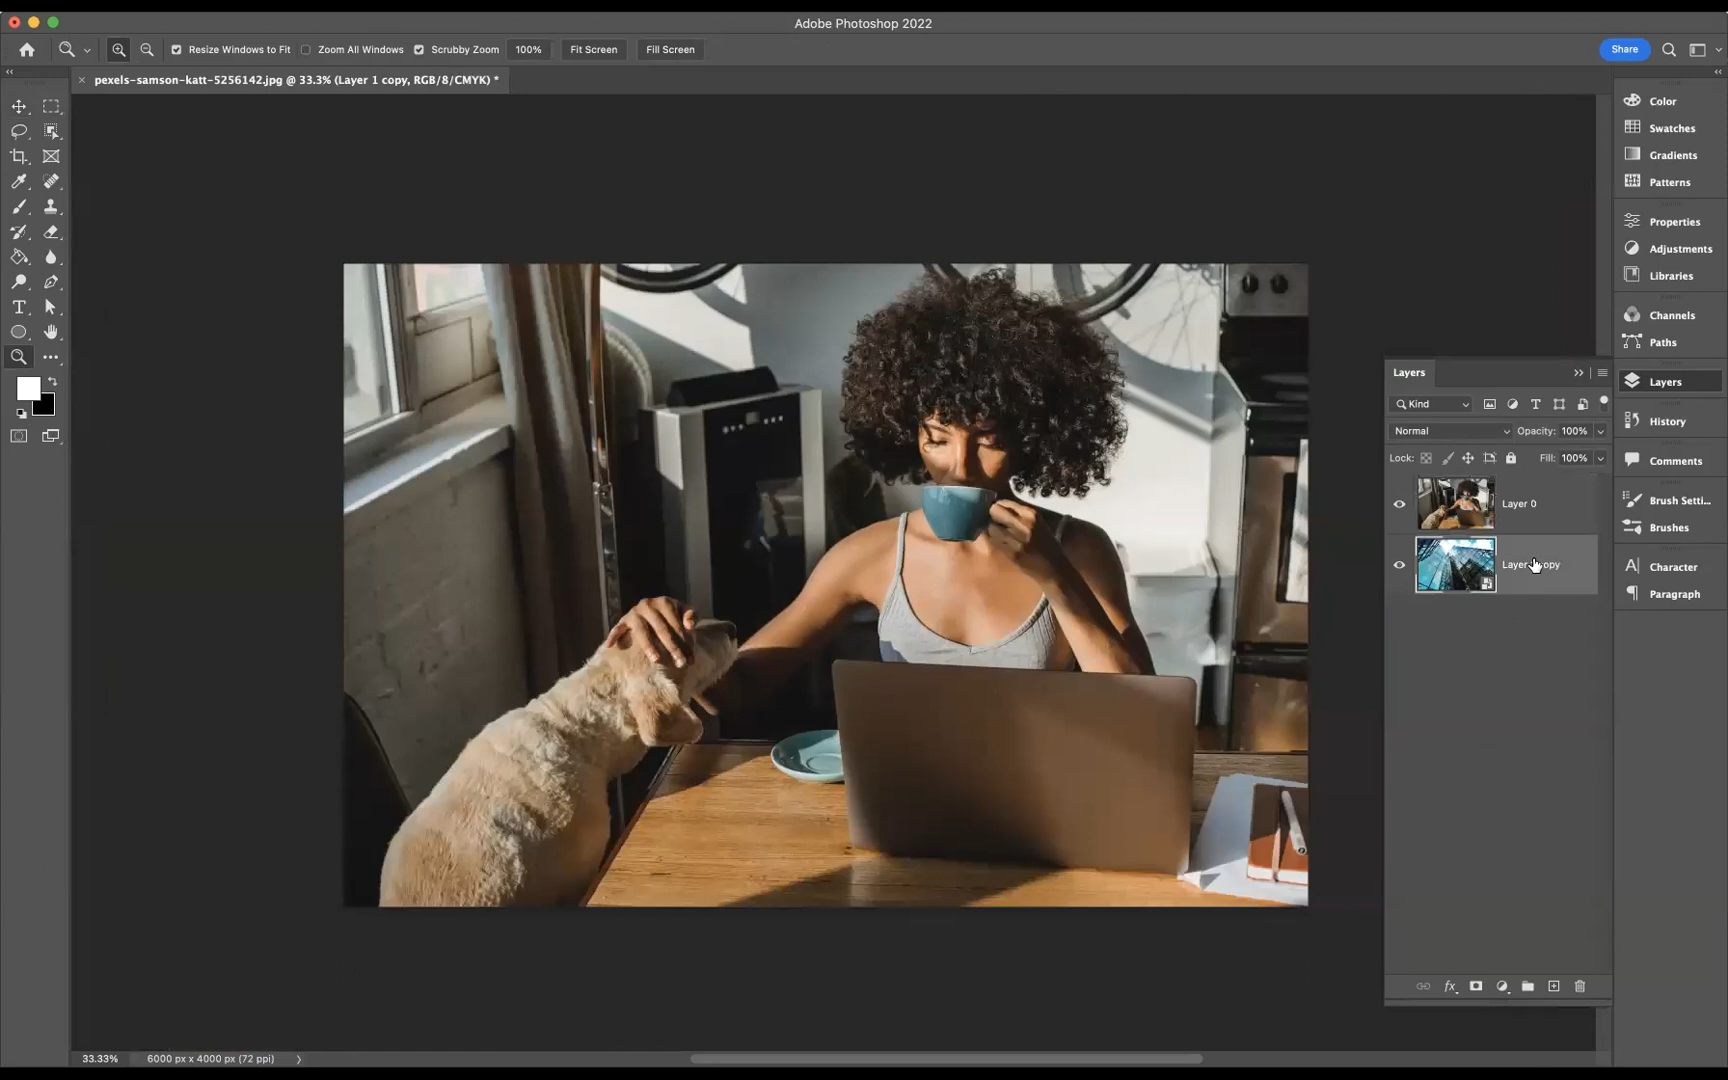 Adobe Photoshop 2022
Resize Windows to Fit
Zoom All Windows
Scrubby Zoom
100%
Fit Screen
Fill Screen
Share
pexels-samson-katt-5256142.jpg @ 33.3% (Layer 1 copy, RGB/8/CMYK) *
Color
Swatches
Gradients
Patterns
Properties
Adjustments
Libraries
Channels
Paths
Layers
History
Comments
Brush Setti...
Brushes
Character
Paragraph
Layers
Kind
Normal
Opacity: 100%
Lock:
Fill: 100%
Layer 0
Layer copy
33.33%
6000 px x 4000 px (72 ppi)